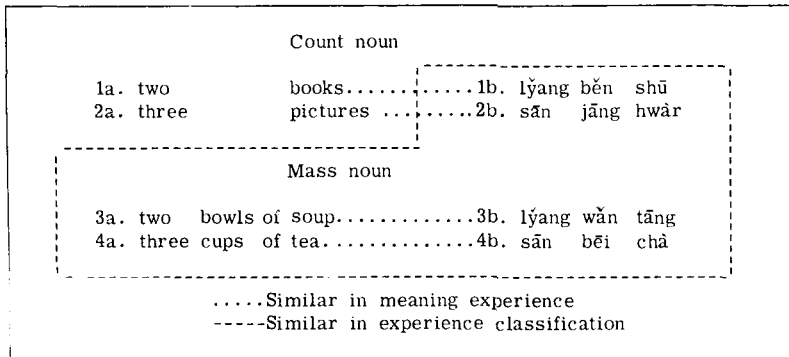 Count noun
1a. two books.............1b. lyǎng běn shū
2a. three pictures .........2b. sān jāng hwàr
Mass noun
3a. two bowls of soup.............3b. lyǎng wǎn tāng
4a. three cups of tea..............4b. sān bēi chà
.....Similar in meaning experience
-----Similar in experience classification